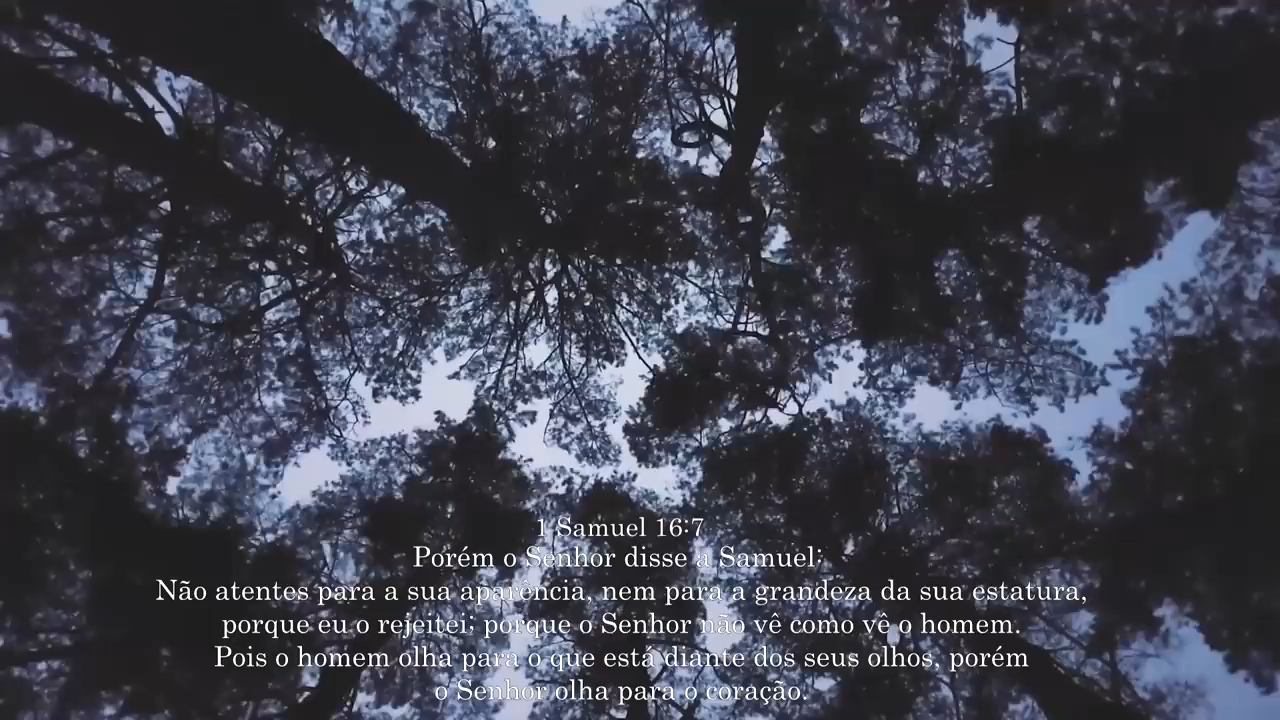 1 Samuel 16:7
Porém o Senhor disse a Samuel:
Não atentes para a sua aparência, nem para a grandeza da sua estatura,
porque eu o rejeitei; porque o Senhor não vê como vê o homem.
Pois o homem olha para o que está diante dos seus olhos, porém
o Senhor olha para o coração.